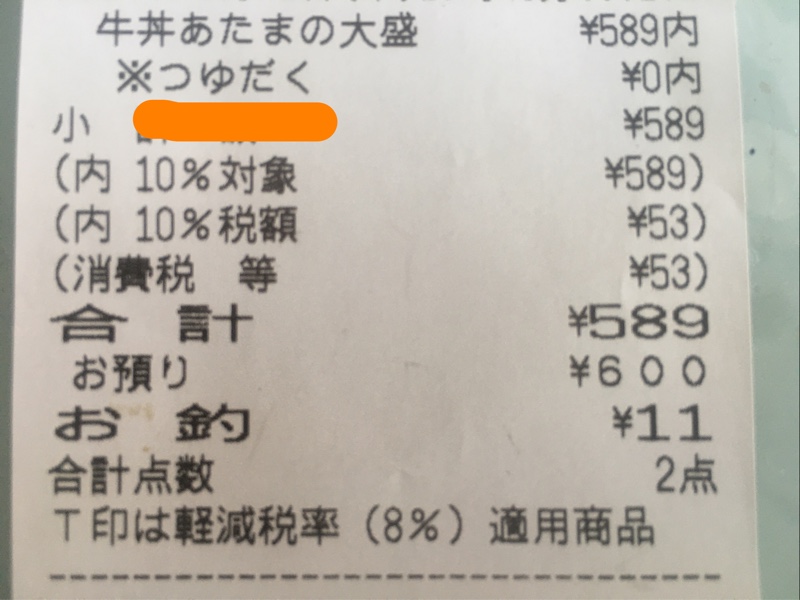 牛丼あたまの大盛 ¥589内
※つゆだく ¥0内
小 ¥589
(内 10%対象 ¥589)
(内 10%税額 ¥53)
(消費税 等 ¥53)
合 計 ¥589
お預り ¥600
お 釣 ¥11
合計点数 2点
T印は軽減税率(8%)適用商品